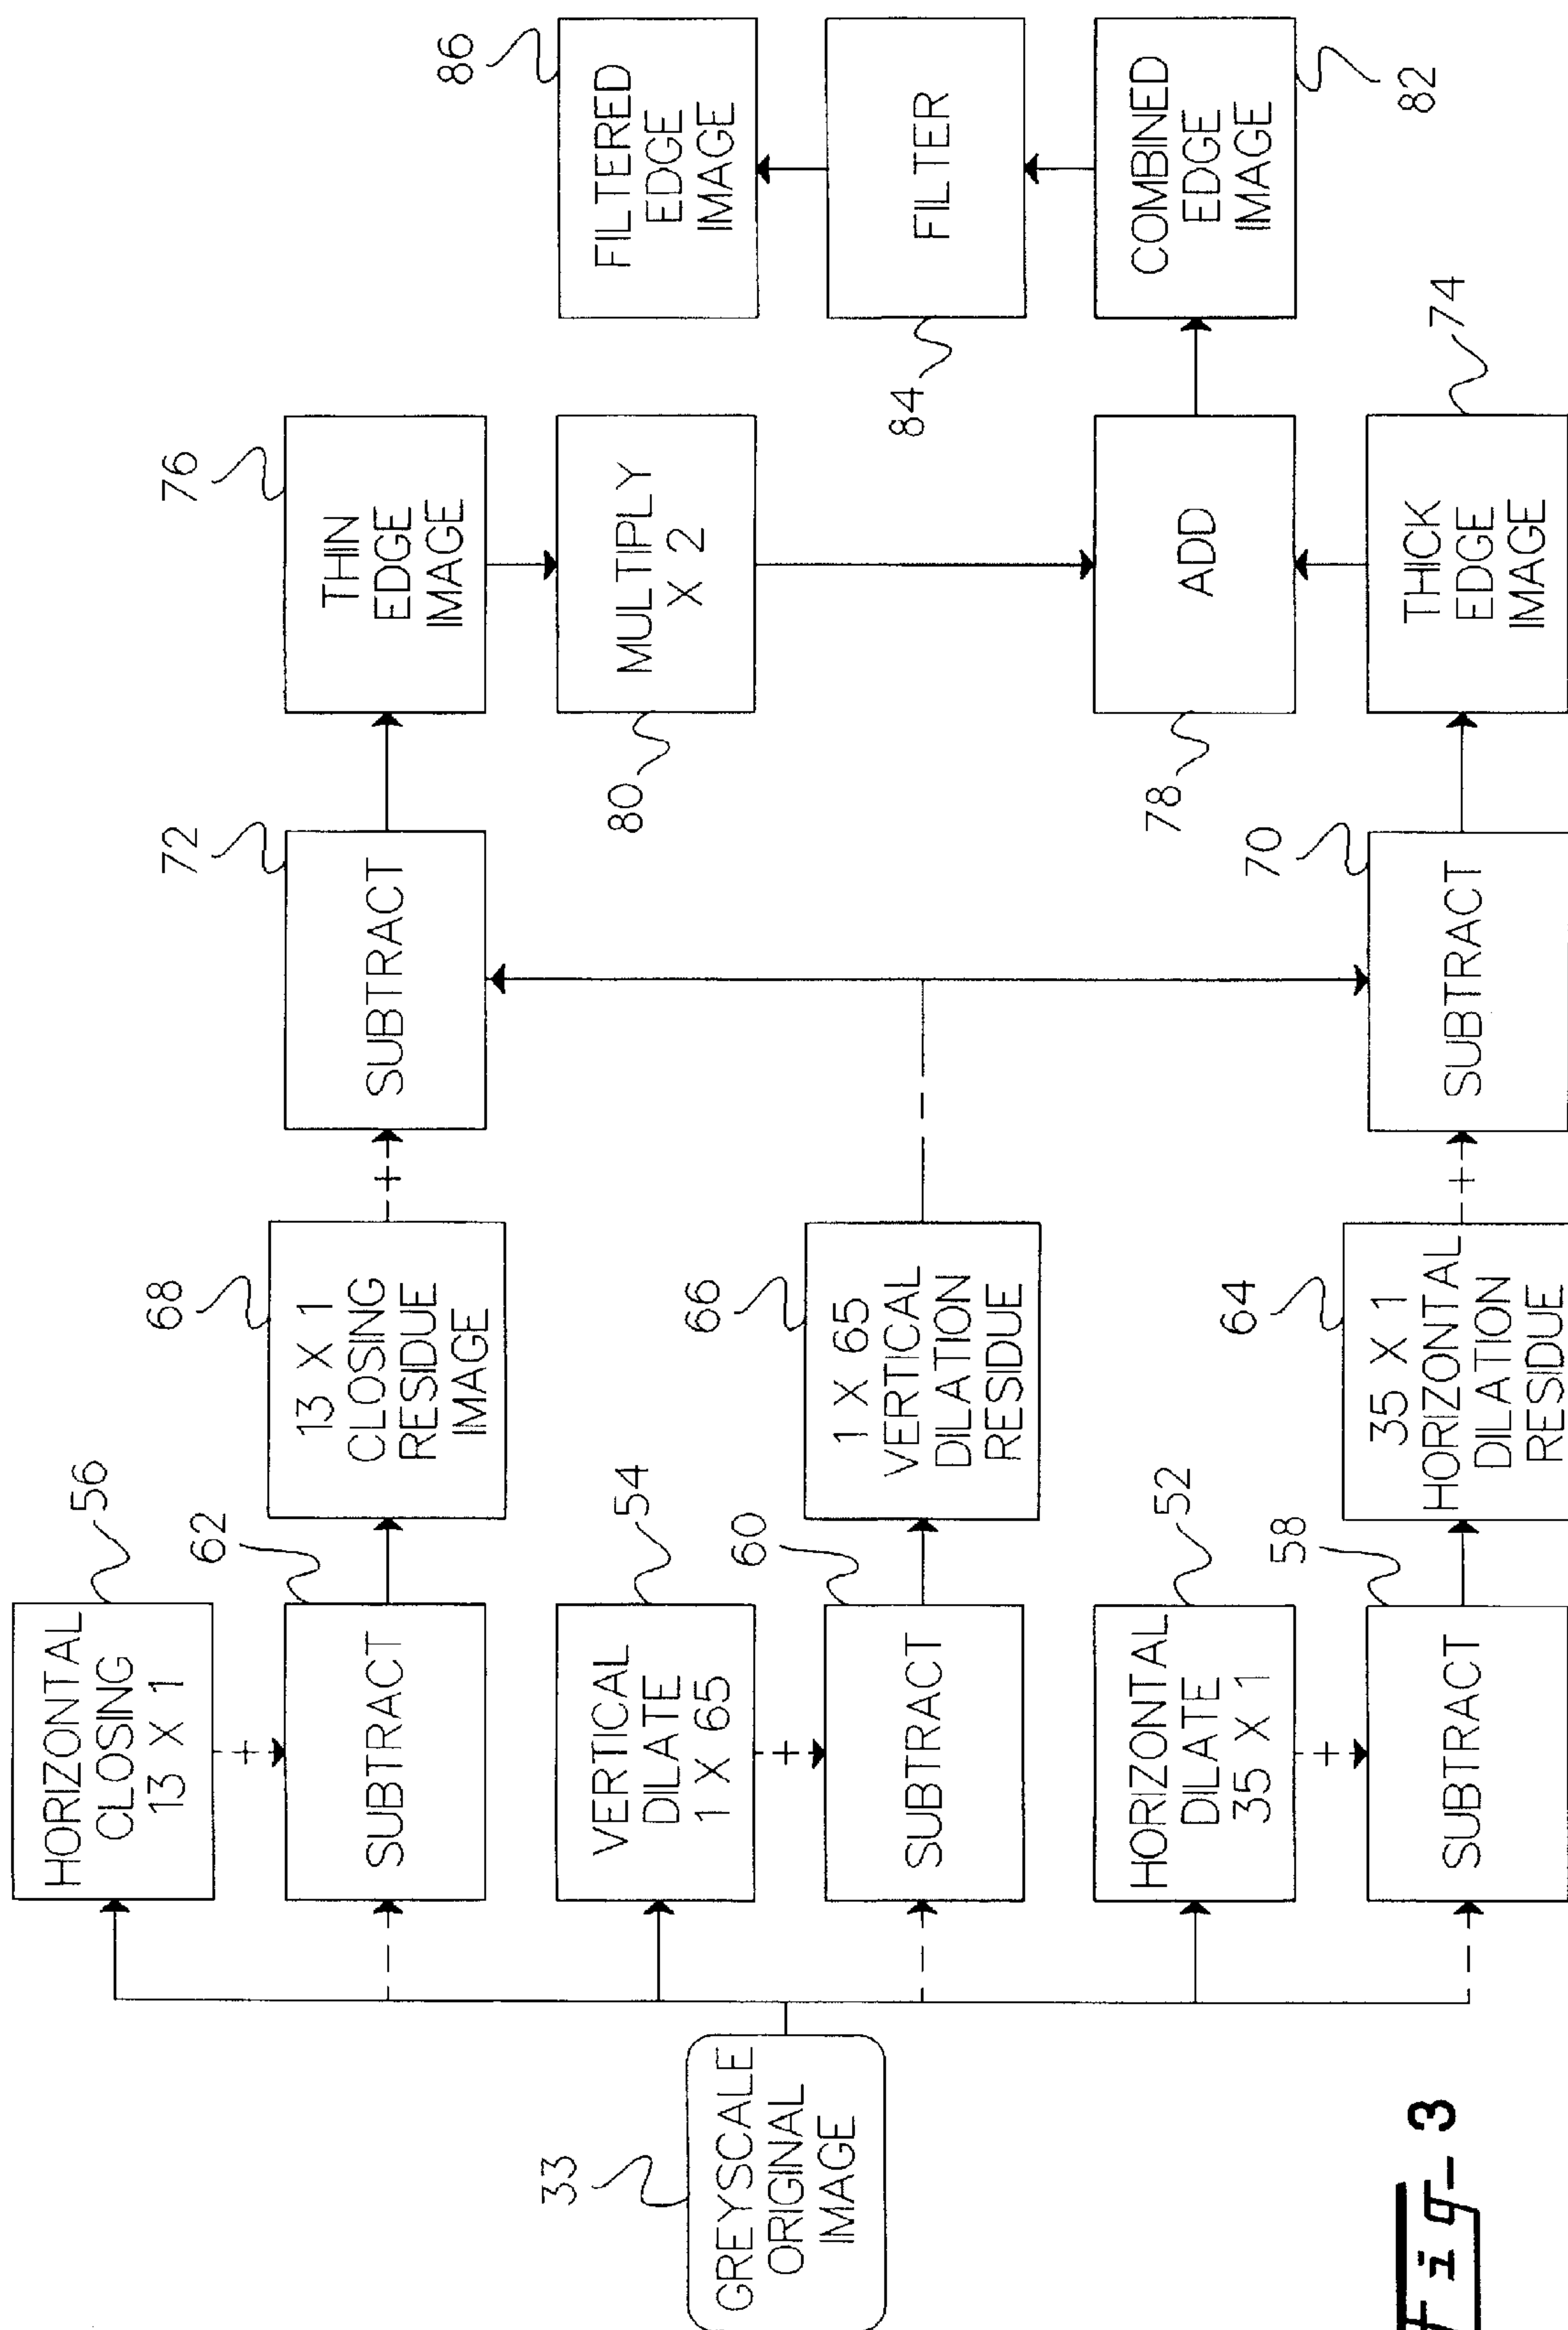 33
GREYSCALE
ORIGINAL
IMAGE
56
HORIZONTAL
CLOSING
13 X 1
+
62
SUBTRACT
54
VERTICAL
DILATE
1 X 65
+
60
SUBTRACT
52
HORIZONTAL
DILATE
35 X 1
+
58
SUBTRACT
68
13 X 1
CLOSING
RESIDUE
IMAGE
+
66
1 X 65
VERTICAL
DILATION
RESIDUE
64
35 X 1
HORIZONTAL
DILATION
RESIDUE
+
72
SUBTRACT
70
SUBTRACT
76
THIN
EDGE
IMAGE
80
MULTIPLY
X 2
78
ADD
74
THICK
EDGE
IMAGE
86
FILTERED
EDGE
IMAGE
84
FILTER
82
COMBINED
EDGE
IMAGE
Fig-3